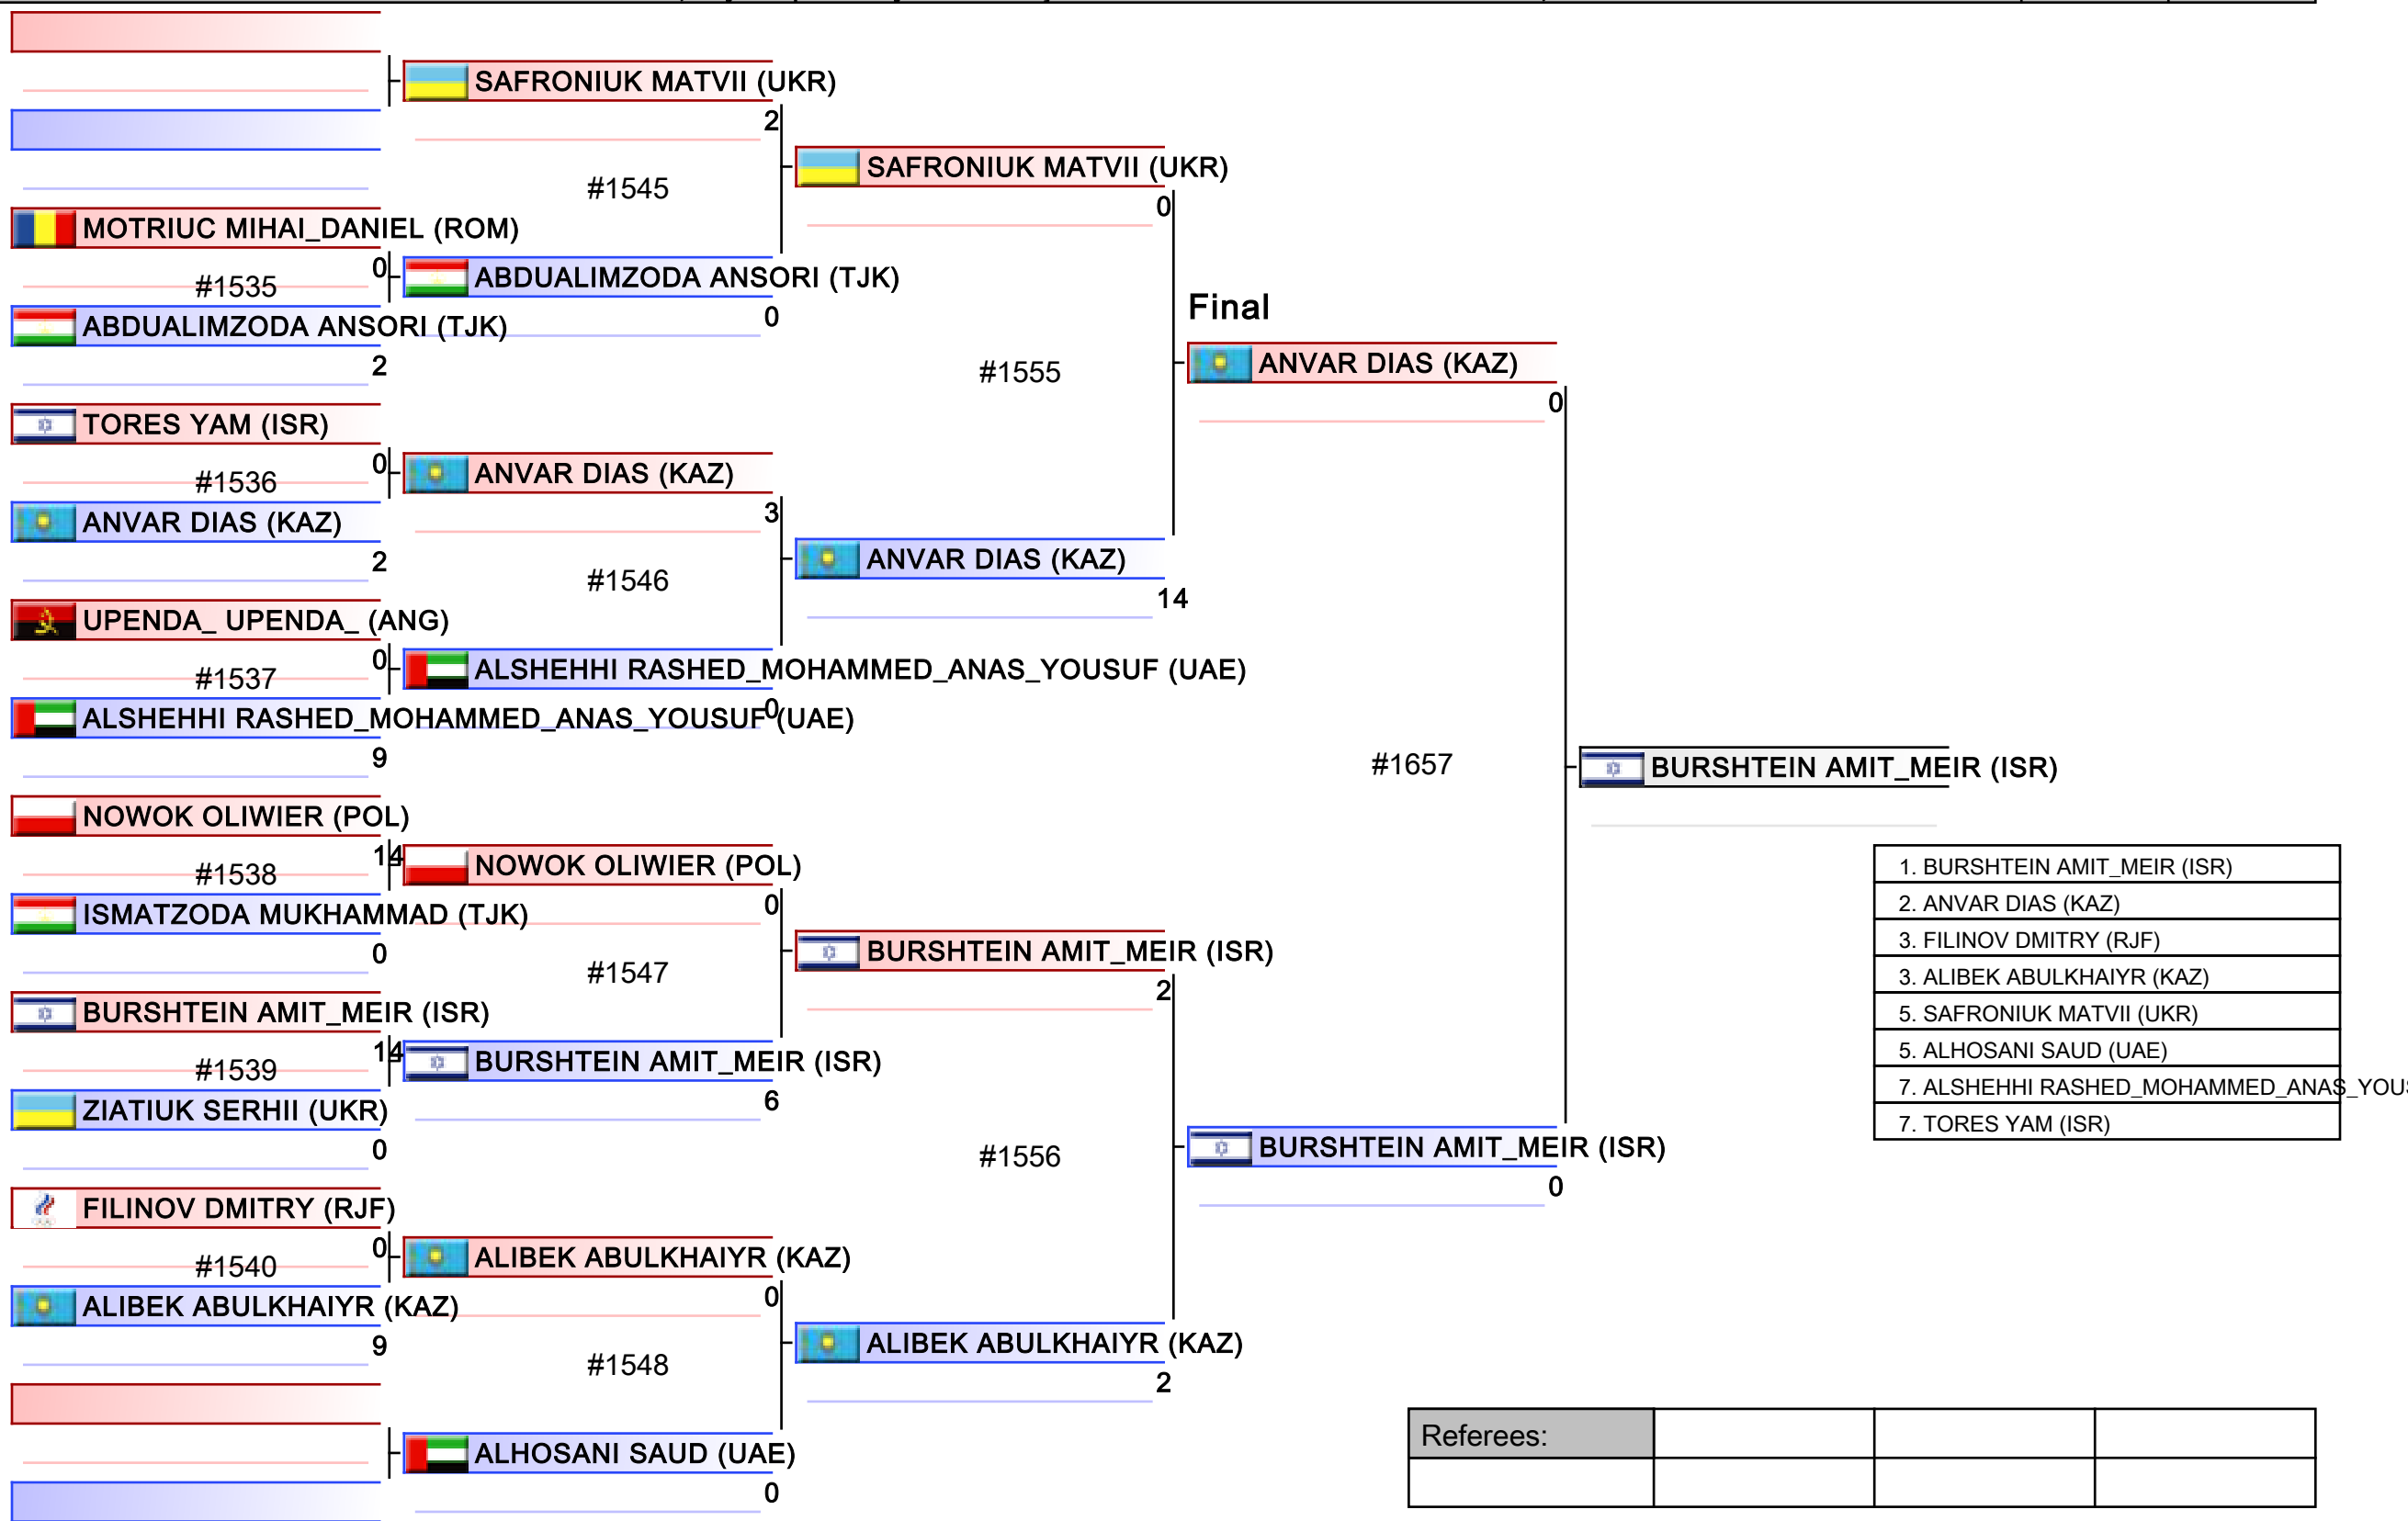 SAFRONIUK MATVII (UKR)
2
#1545
SAFRONIUK MATVII (UKR)
0
MOTRIUC MIHAI_DANIEL (ROM)
0
#1535
ABDUALIMZODA ANSORI (TJK)
0
ABDUALIMZODA ANSORI (TJK)
2
Final
#1555
ANVAR DIAS (KAZ)
0
TORES YAM (ISR)
0
#1536
ANVAR DIAS (KAZ)
3
ANVAR DIAS (KAZ)
2
#1546
ANVAR DIAS (KAZ)
14
UPENDA_ UPENDA_ (ANG)
0
#1537
ALSHEHHI RASHED_MOHAMMED_ANAS_YOUSUF (UAE)
0
ALSHEHHI RASHED_MOHAMMED_ANAS_YOUSUF (UAE)
9
#1657
BURSHTEIN AMIT_MEIR (ISR)
NOWOK OLIWIER (POL)
14
#1538
NOWOK OLIWIER (POL)
0
ISMATZODA MUKHAMMAD (TJK)
0
#1547
BURSHTEIN AMIT_MEIR (ISR)
2
BURSHTEIN AMIT_MEIR (ISR)
14
#1539
BURSHTEIN AMIT_MEIR (ISR)
6
ZIATIUK SERHII (UKR)
0
#1556
BURSHTEIN AMIT_MEIR (ISR)
0
FILINOV DMITRY (RJF)
0
#1540
ALIBEK ABULKHAIYR (KAZ)
0
ALIBEK ABULKHAIYR (KAZ)
9
#1548
ALIBEK ABULKHAIYR (KAZ)
2
ALHOSANI SAUD (UAE)
0
1. BURSHTEIN AMIT_MEIR (ISR)
2. ANVAR DIAS (KAZ)
3. FILINOV DMITRY (RJF)
3. ALIBEK ABULKHAIYR (KAZ)
5. SAFRONIUK MATVII (UKR)
5. ALHOSANI SAUD (UAE)
7. ALSHEHHI RASHED_MOHAMMED_ANAS_YOU
7. TORES YAM (ISR)
Referees: